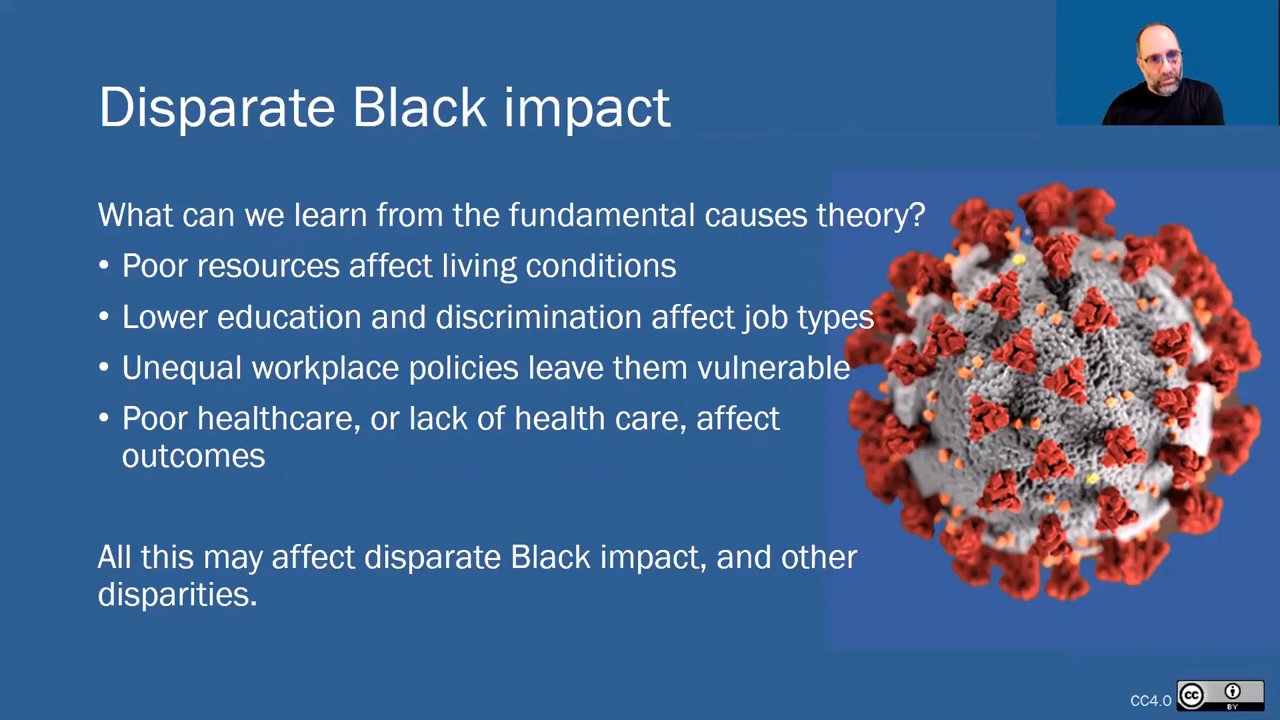 Disparate Black impact
What can we learn from the fundamental causes theory?
• Poor resources affect living conditions
• Lower education and discrimination affect job types
• Unequal workplace policies leave them vulnerable
• Poor healthcare, or lack of health care, affect
outcomes
All this may affect disparate Black impact, and other
disparities.
CC4.0
cc
BY